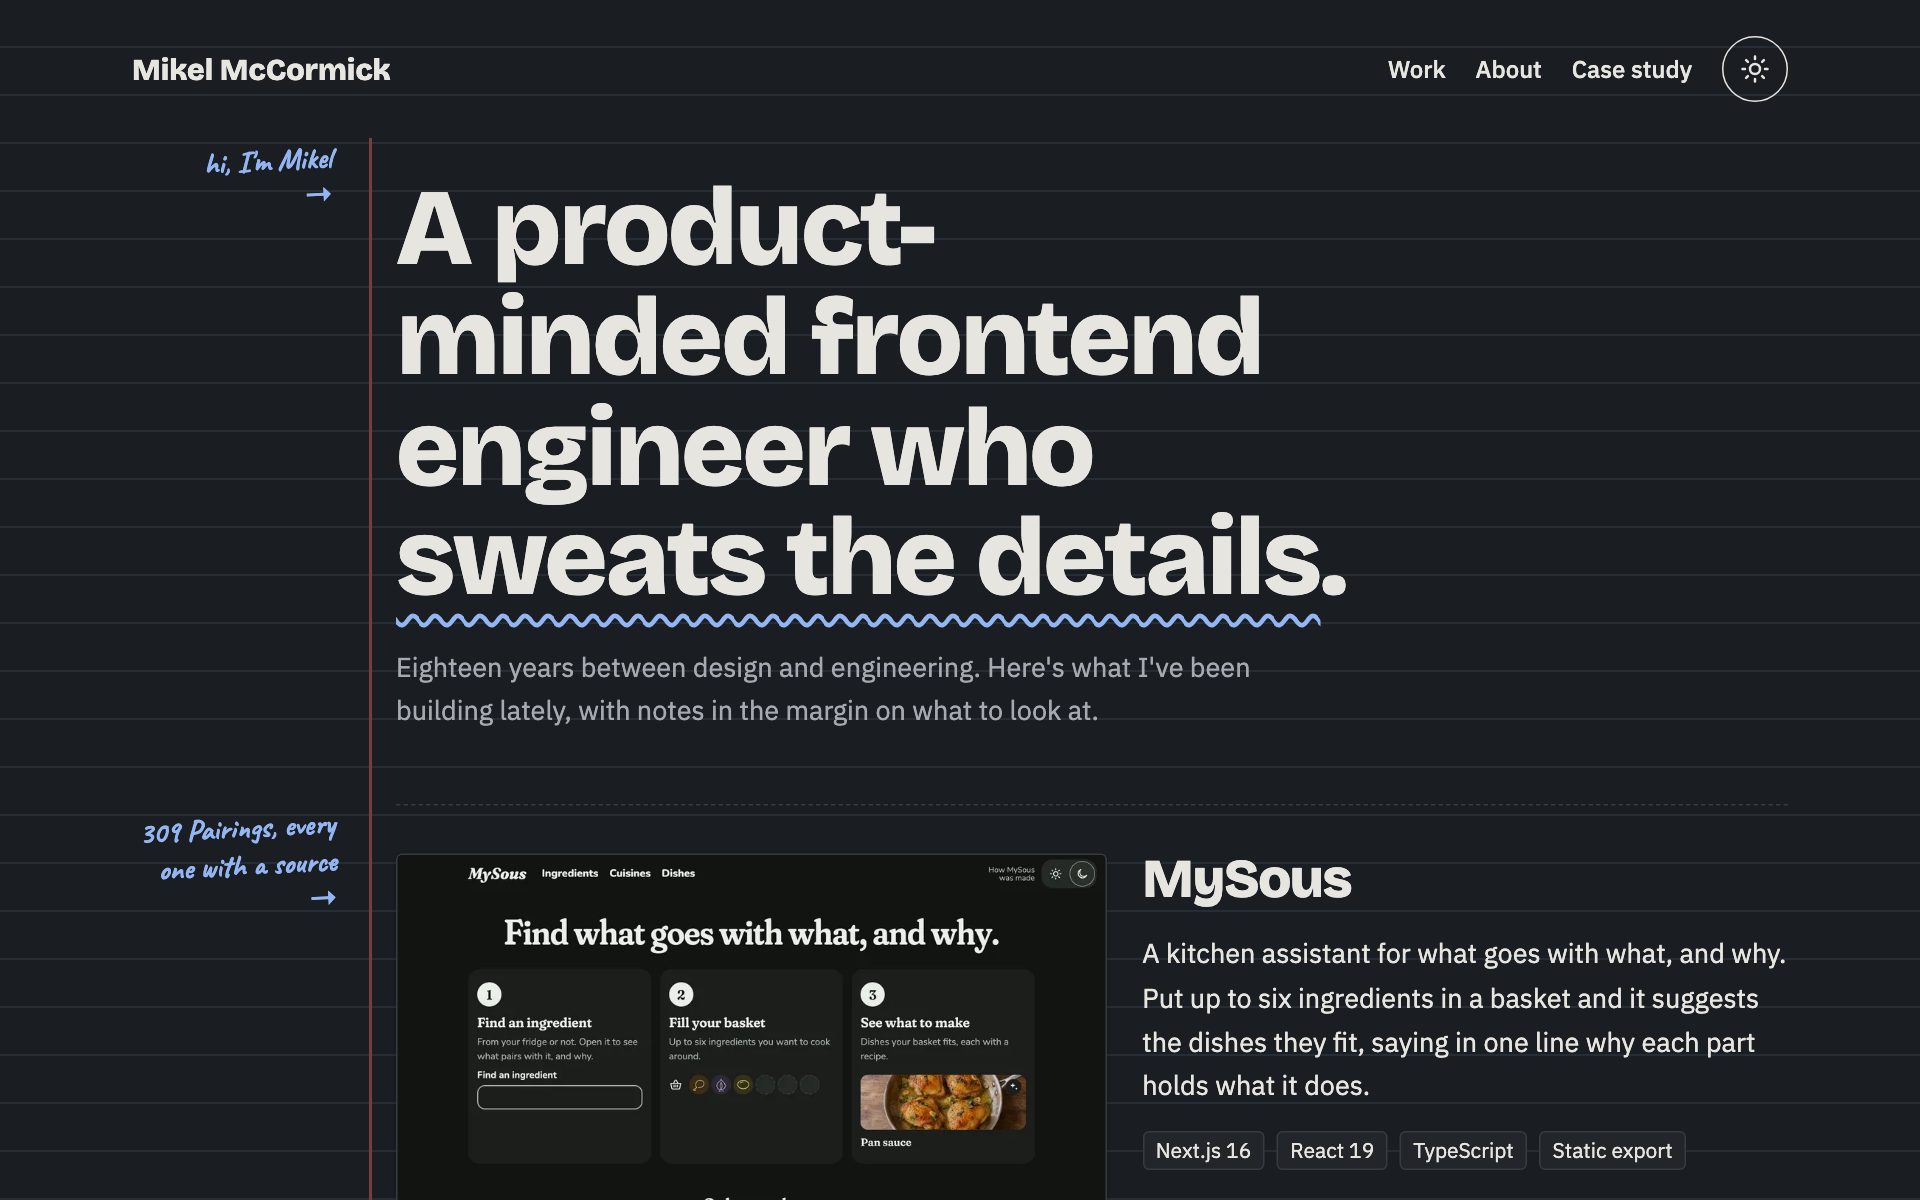 Mikel McCormick
Work
About
Case study
hi, I'm Mikel
→
A product-
minded frontend
engineer who
sweats the details.
Eighteen years between design and engineering. Here's what I've been
building lately, with notes in the margin on what to look at.
309 Pairings, every
one with a source
→
MySous
Ingredients
Cuisines
Dishes
How MySous
was made
Find what goes with what, and why.
1
Find an ingredient
From your fridge or not. Open it to see
what pairs with it, and why.
Find an ingredient
2
Fill your basket
Up to six ingredients you want to cook
around.
3
See what to make
Dishes your basket fits, each with a
recipe.
Pan sauce
MySous
A kitchen assistant for what goes with what, and why.
Put up to six ingredients in a basket and it suggests
the dishes they fit, saying in one line why each part
holds what it does.
Next.js 16
React 19
TypeScript
Static export